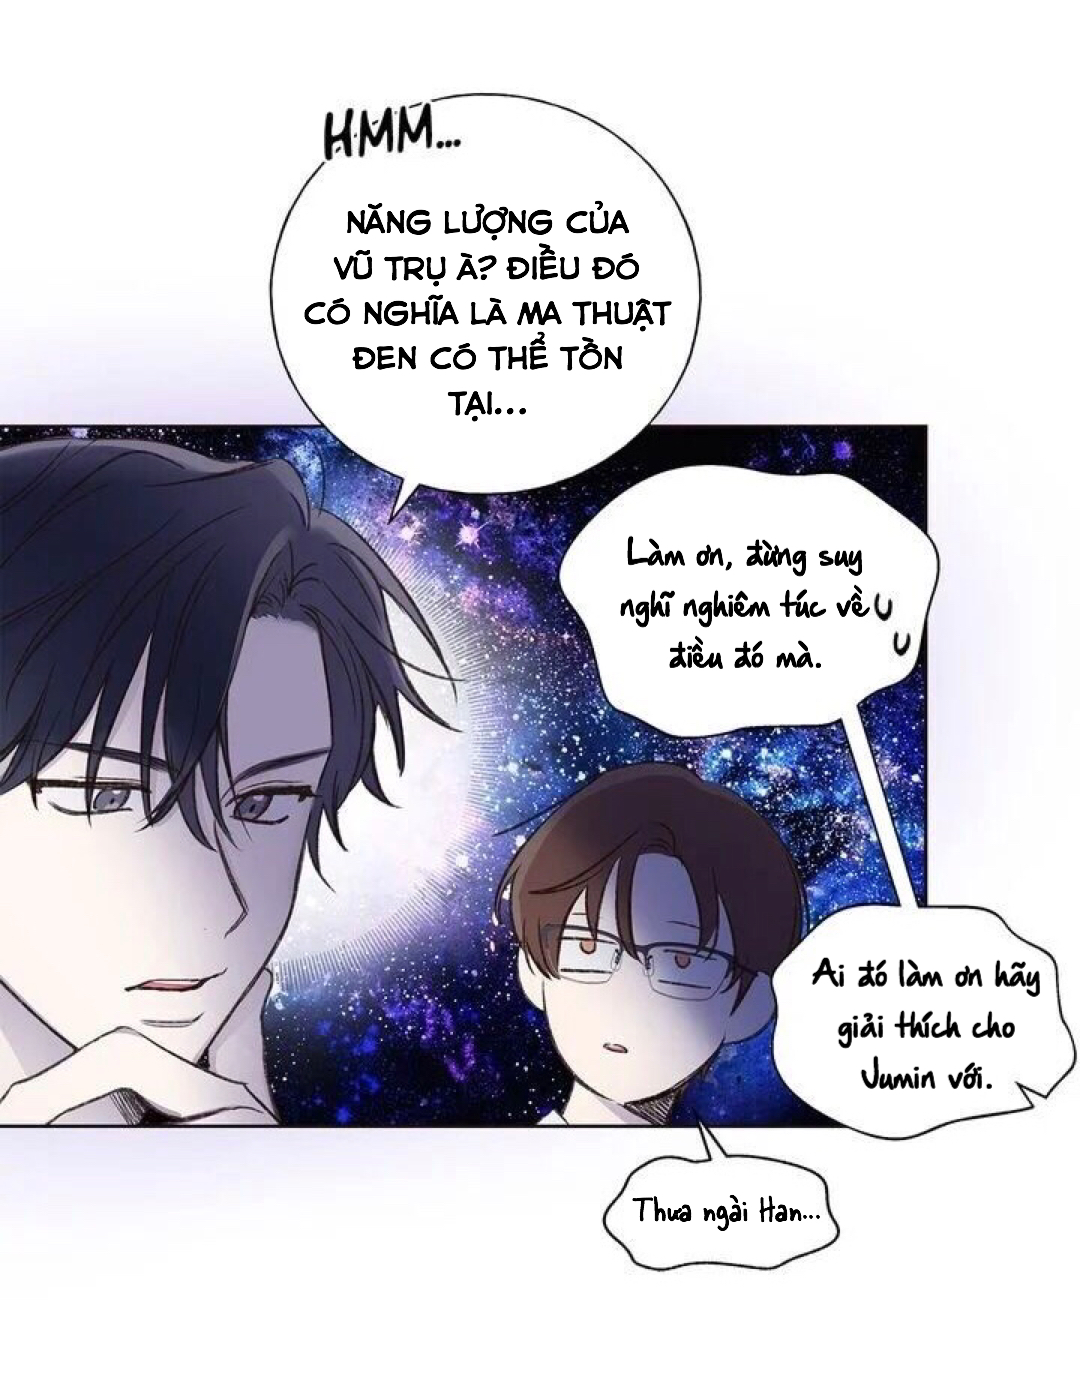 HMM...
NĂNG LƯỢNG CỦA
VŨ TRỤ À? ĐIỀU ĐÓ
CÓ NGHĨA LÀ MA THUẬT
ĐEN CÓ THỂ TỒN
TẠI...
Làm ơn, đừng suy
nghĩ nghiêm túc về
điều đó mà.
Ai đó làm ơn hãy
giải thích cho
Jumin với.
Thưa ngài Han...